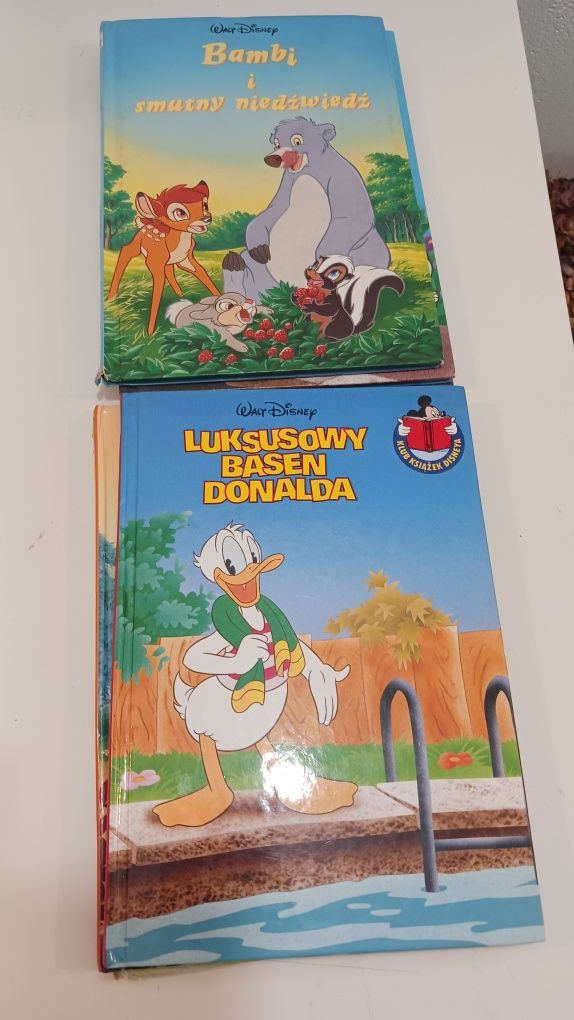 WALT DISNEY
Bambi
i
smutny niedźwiedź
WALT DISNEY
LUKSUSOWY
BASEN
DONALDA
KLUB KSIĄŻEK DISNEYA